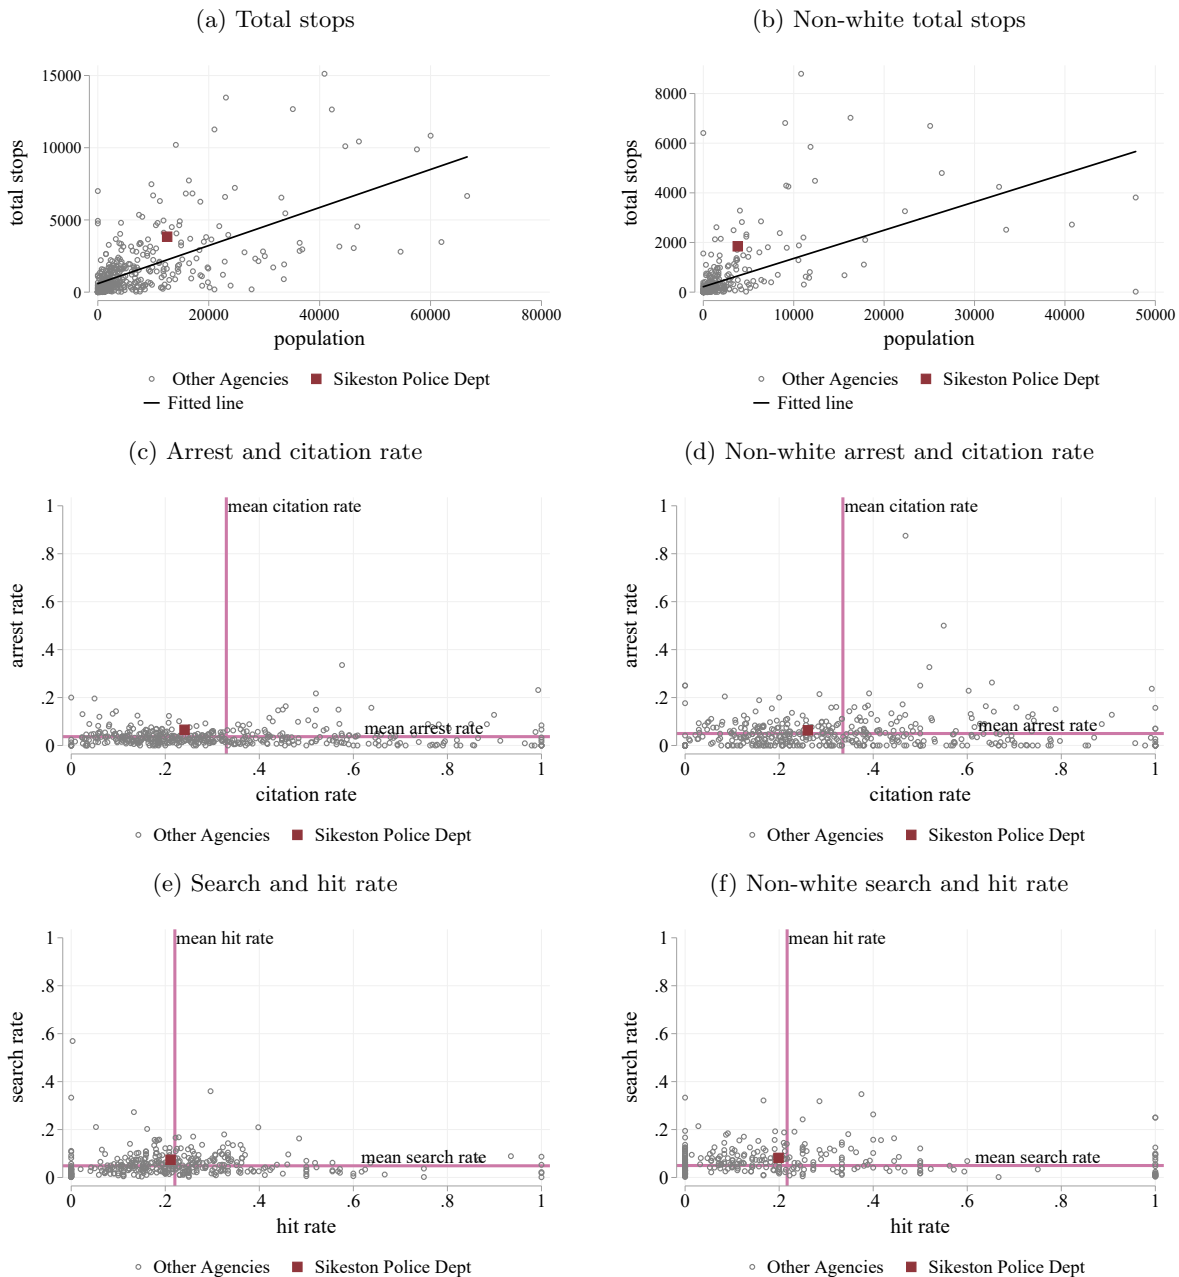 (a) Total stops
(b) Non-white total stops
total stops
15000
10000
5000
0
0 20000 40000 60000 80000
population
Other Agencies Sikeston Police Dept
Fitted line
total stops
8000
6000
4000
2000
0
0 10000 20000 30000 40000 50000
population
Other Agencies Sikeston Police Dept
Fitted line
(c) Arrest and citation rate
(d) Non-white arrest and citation rate
arrest rate
1
.8
.6
.4
.2
0
mean citation rate
mean arrest rate
0 .2 .4 .6 .8 1
citation rate
Other Agencies Sikeston Police Dept
arrest rate
1
.8
.6
.4
.2
0
mean citation rate
mean arrest rate
0 .2 .4 .6 .8 1
citation rate
Other Agencies Sikeston Police Dept
(e) Search and hit rate
(f) Non-white search and hit rate
search rate
1
.8
.6
.4
.2
0
mean hit rate
mean search rate
0 .2 .4 .6 .8 1
hit rate
Other Agencies Sikeston Police Dept
search rate
1
.8
.6
.4
.2
0
mean hit rate
mean search rate
0 .2 .4 .6 .8 1
hit rate
Other Agencies Sikeston Police Dept